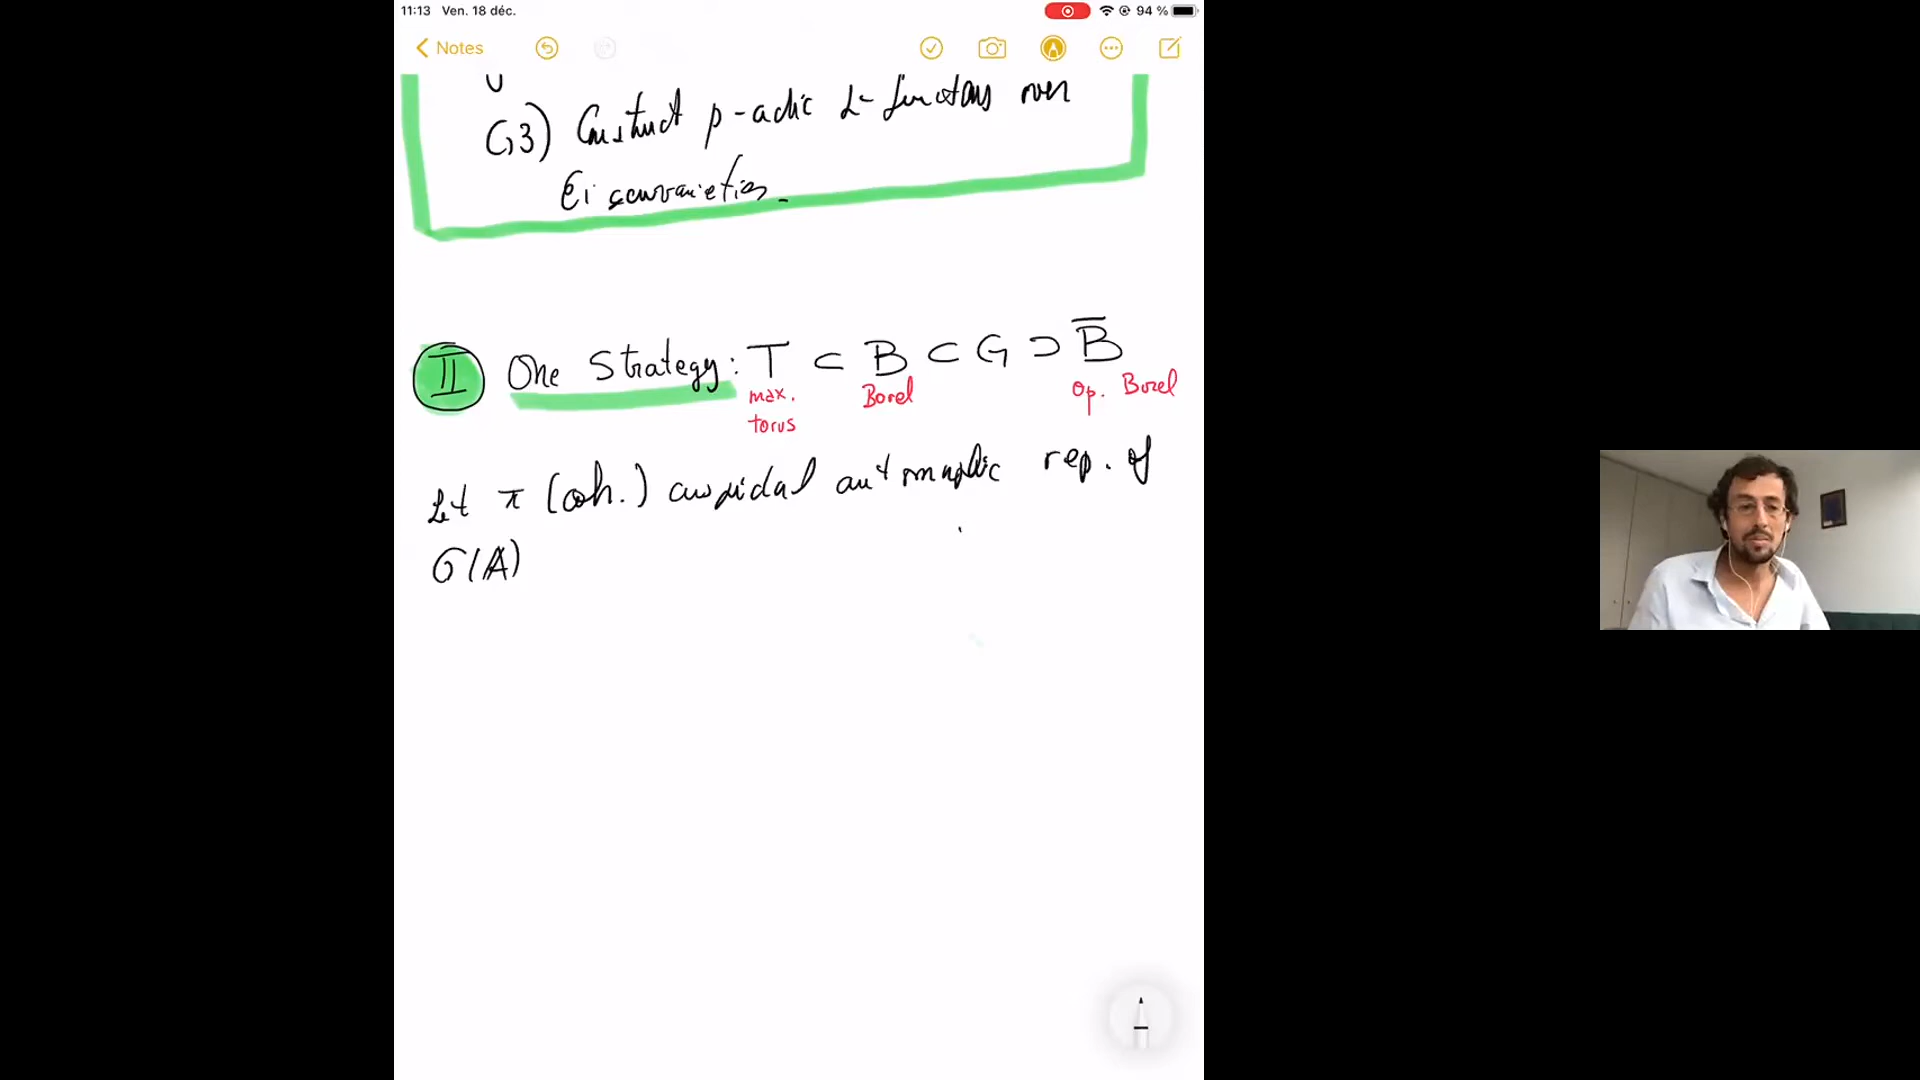 11:13 Ven. 18 déc. 94 %
Notes
G3) Construct p-adic L-functions over
Eigenvarieties.
II One Strategy: T ⊂ B ⊂ G ⊃ B̅
max. Borel Op. Borel
torus
Let π (coh.) cuspidal automorphic rep. of
G(A)